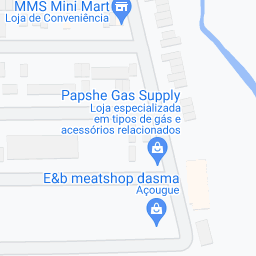 MMS Mini Mart
Loja de Conveniência
Papshe Gas Supply
Loja especializada
em tipos de gás e
acessórios relacionados
E&b meatshop dasma
Açougue